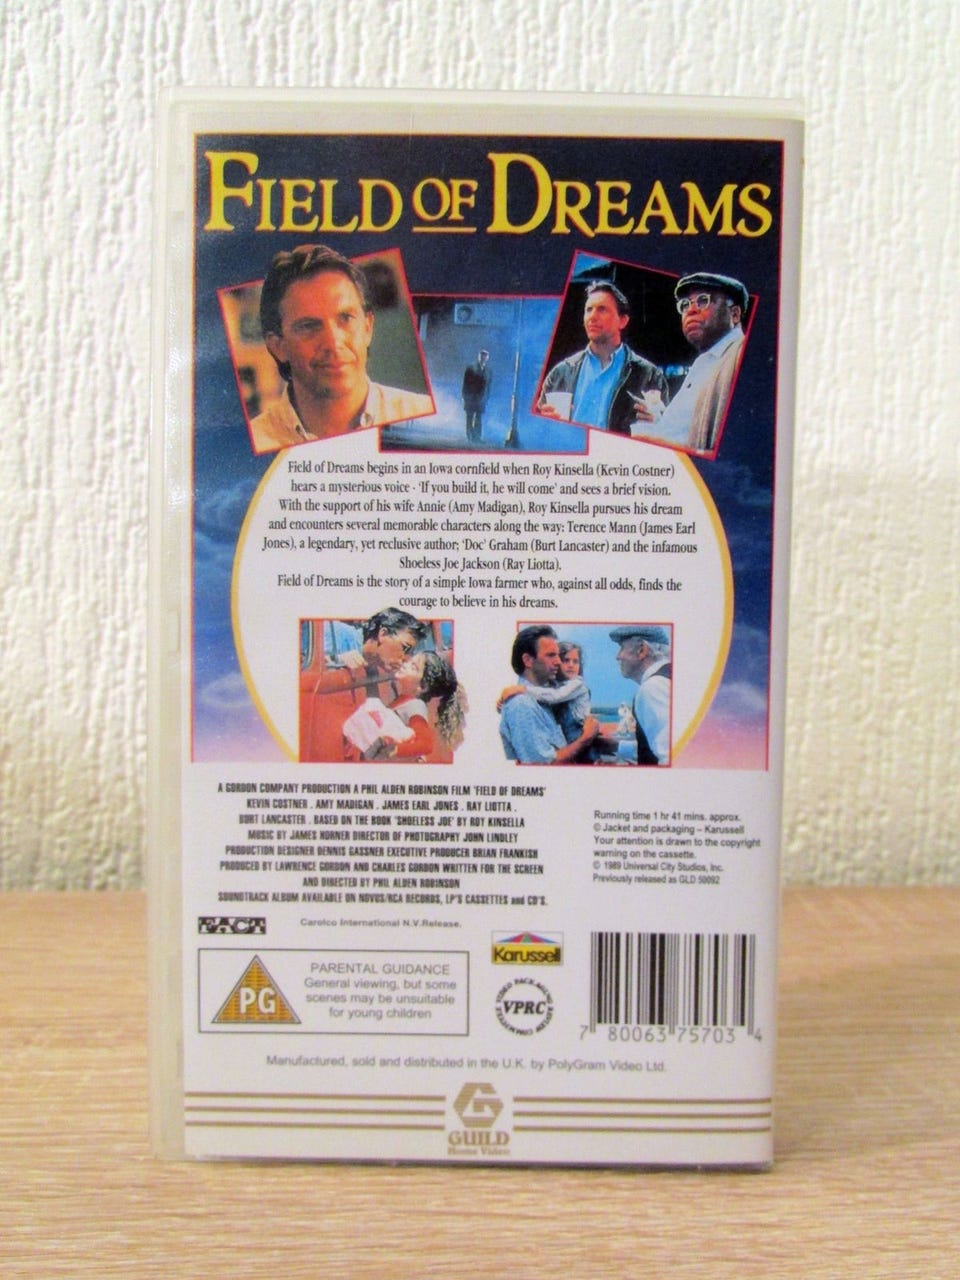 FIELD OF DREAMS
Field of Dreams begins in an Iowa cornfield when Roy Kinsella (Kevin Costner)
hears a mysterious voice - 'If you build it, he will come' and sees a brief vision.
With the support of his wife Annie (Amy Madigan), Roy Kinsella pursues his dream
and encounters several memorable characters along the way: Terence Mann (James Earl
Jones), a legendary, yet reclusive author; 'Doc' Graham (Burt Lancaster) and the infamous
Shoeless Joe Jackson (Ray Liotta).
Field of Dreams is the story of a simple Iowa farmer who, against all odds, finds the
courage to believe in his dreams.
A GORDON COMPANY PRODUCTION A PHIL ALDEN ROBINSON FILM 'FIELD OF DREAMS'
KEVIN COSTNER . AMY MADIGAN . JAMES EARL JONES . RAY LIOTTA .
BURT LANCASTER . BASED ON THE BOOK 'SHOELESS JOE' BY ROY KINSELLA
MUSIC BY JAMES HORNER DIRECTOR OF PHOTOGRAPHY JOHN LINDLEY
PRODUCTION DESIGNER DENNIS GASSNER EXECUTIVE PRODUCER BRIAN FRANKISH
PRODUCED BY LAWRENCE GORDON AND CHARLES GORDON WRITTEN FOR THE SCREEN
AND DIRECTED BY PHIL ALDEN ROBINSON
SOUNDTRACK ALBUM AVAILABLE ON NOVUS/RCA RECORDS, LP'S CASSETTES and CD'S.
Running time 1 hr 41 mins. approx.
© Jacket and packaging – Karussell
Your attention is drawn to the copyright
warning on the cassette.
© 1989 Universal City Studios, Inc.
Previously released as GLD 50092
FACT
Carolco International N.V.Release.
PG
PARENTAL GUIDANCE
General viewing, but some
scenes may be unsuitable
for young children
Karussell
VIDEO PACKAGING REVIEW COMMITTEE
VPRC
7 80063 75703 4
Manufactured, sold and distributed in the U.K. by PolyGram Video Ltd.
G
GUILD
Home Video